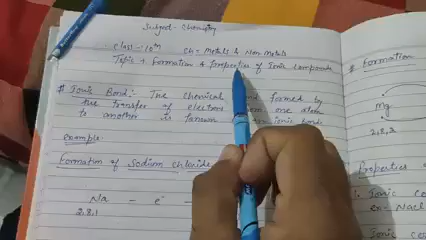 Subject - Chemistry
Class - 10th Ch = Metals & Non Metals
Topic + Formation & Properties of Ionic Compounds
# Ionic Bond:- The Chemical formed by
the transfer of electrons one atom
to another is known ionic bond
Example
Formation of Sodium Chloride
Na - e⁻ -
2,8,1
# Formation
Mg
2,8,2
Properties
Ionic Co
ex- NaCl
Ionic Co